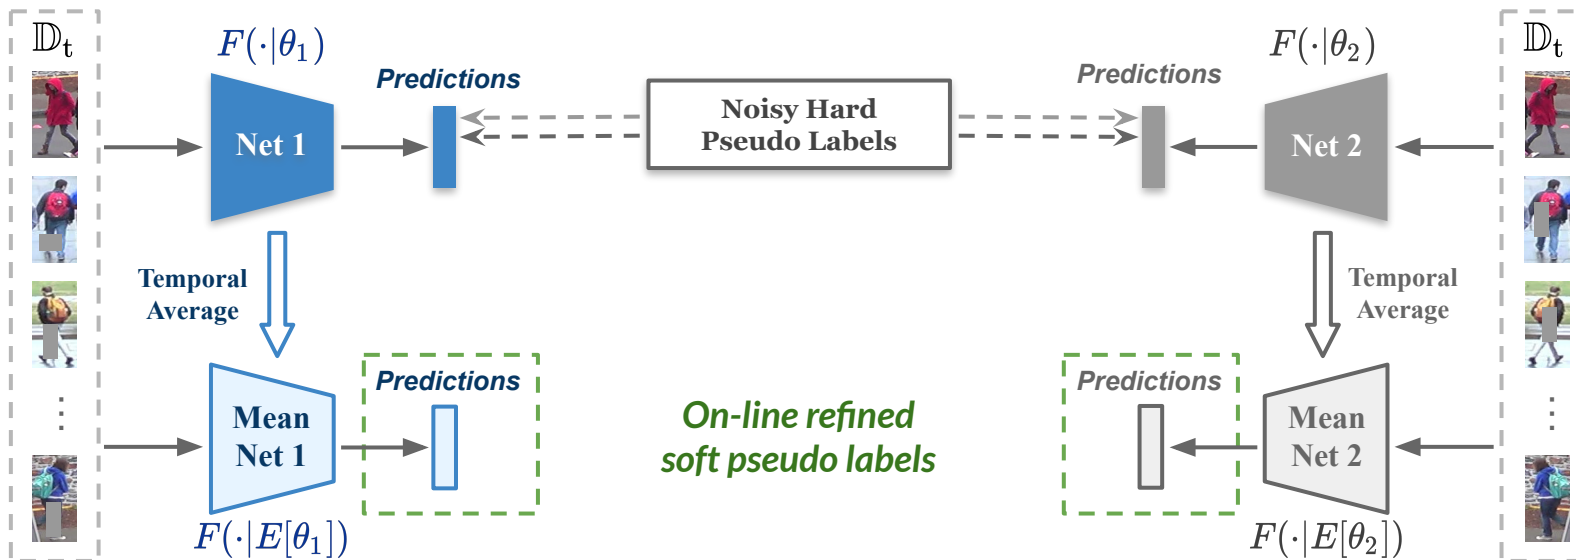 𝔻ₜ
F(·|θ₁)
Predictions
Net 1
Noisy Hard
Pseudo Labels
F(·|θ₂)
Predictions
Net 2
𝔻ₜ
Temporal
Average
Temporal
Average
Predictions
Mean
Net 1
F(·|E[θ₁])
On-line refined
soft pseudo labels
Predictions
Mean
Net 2
F(·|E[θ₂])
⋮
⋮